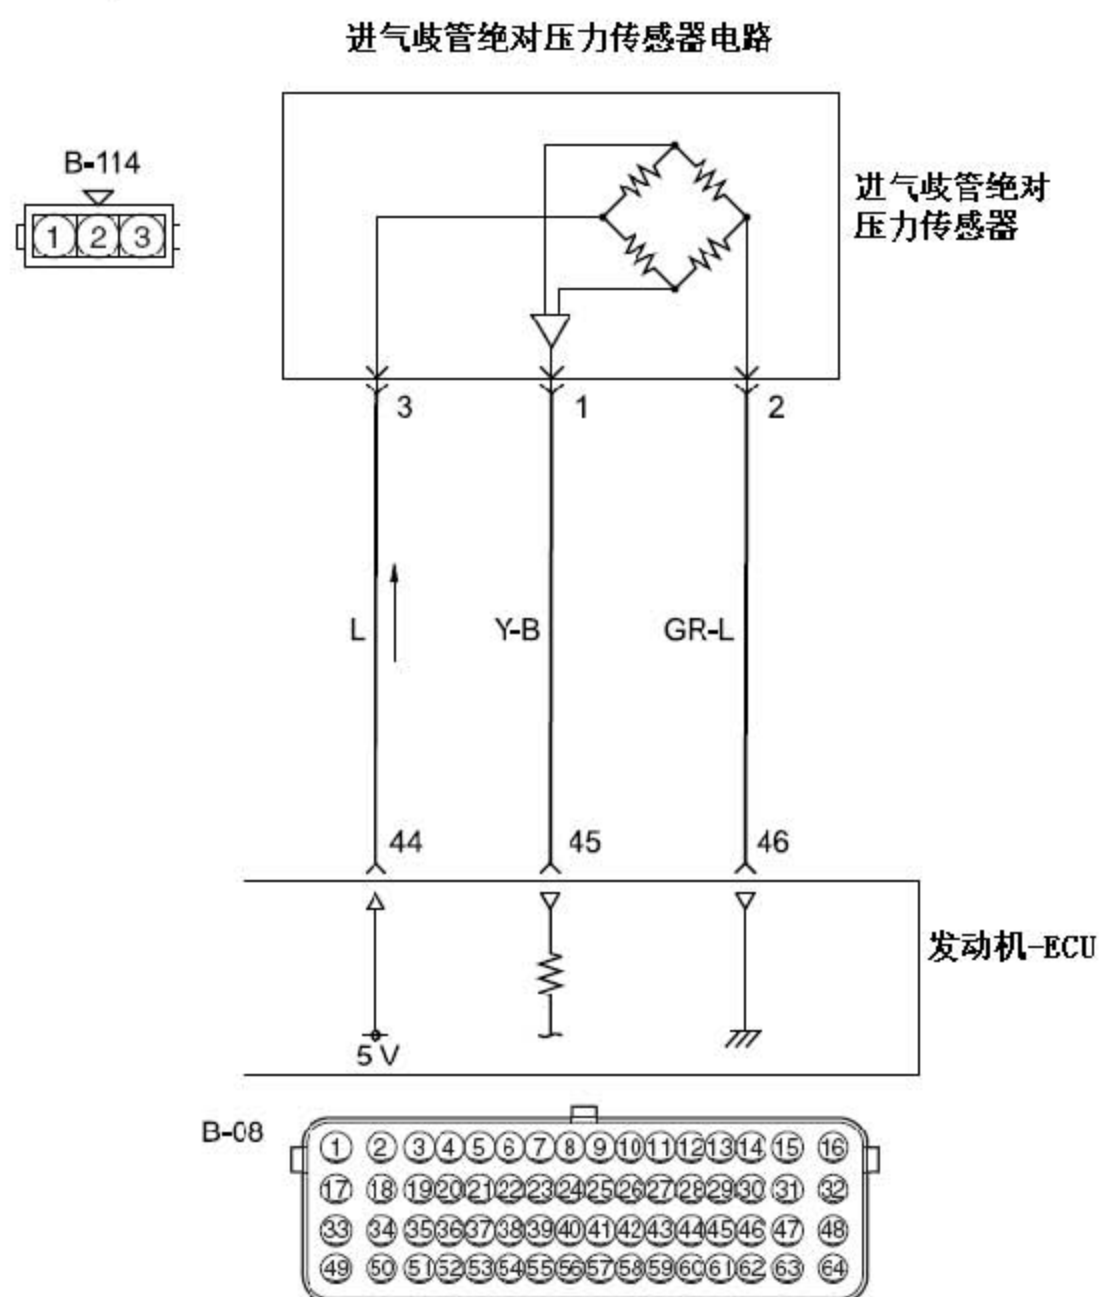 进气歧管绝对压力传感器电路
B-114
1 2 3
进气歧管绝对
压力传感器
3 1 2
L Y-B GR-L
44 45 46
发动机-ECU
5 V
B-08
1 2 3 4 5 6 7 8 9 10 11 12 13 14 15 16
17 18 19 20 21 22 23 24 25 26 27 28 29 30 31 32
33 34 35 36 37 38 39 40 41 42 43 44 45 46 47 48
49 50 51 52 53 54 55 56 57 58 59 60 61 62 63 64